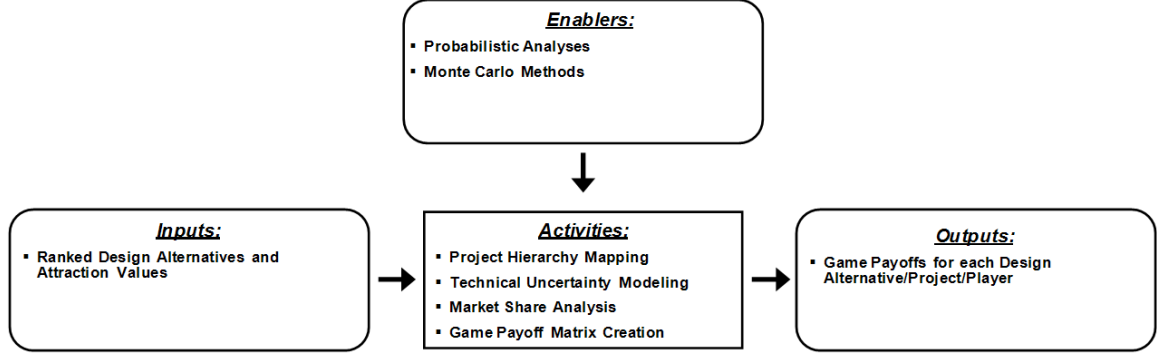 Enablers:
▪ Probabilistic Analyses
▪ Monte Carlo Methods
Inputs:
▪ Ranked Design Alternatives and
Attraction Values
Activities:
▪ Project Hierarchy Mapping
▪ Technical Uncertainty Modeling
▪ Market Share Analysis
▪ Game Payoff Matrix Creation
Outputs:
▪ Game Payoffs for each Design
Alternative/Project/Player